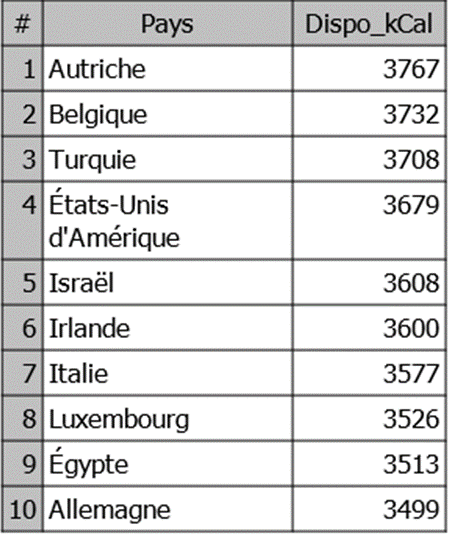 # Pays Dispo_kCal
1 Autriche 3767
2 Belgique 3732
3 Turquie 3708
4 États-Unis 3679
d'Amérique
5 Israël 3608
6 Irlande 3600
7 Italie 3577
8 Luxembourg 3526
9 Égypte 3513
10 Allemagne 3499